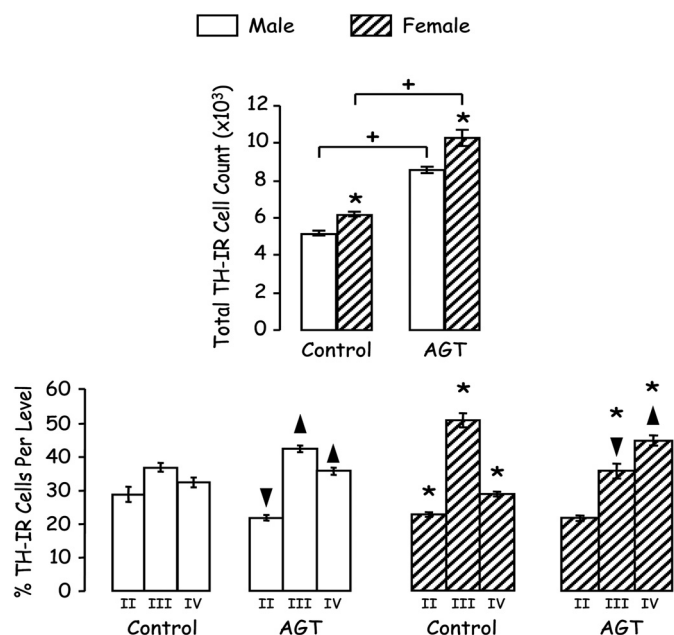 Male Female
Total TH-IR Cell Count (x10³)
12
10
8
6
4
2
0
+
+
*
*
Control AGT
% TH-IR Cells Per Level
60
50
40
30
20
10
0
* * * * *
II III IV II III IV II III IV II III IV
Control AGT Control AGT